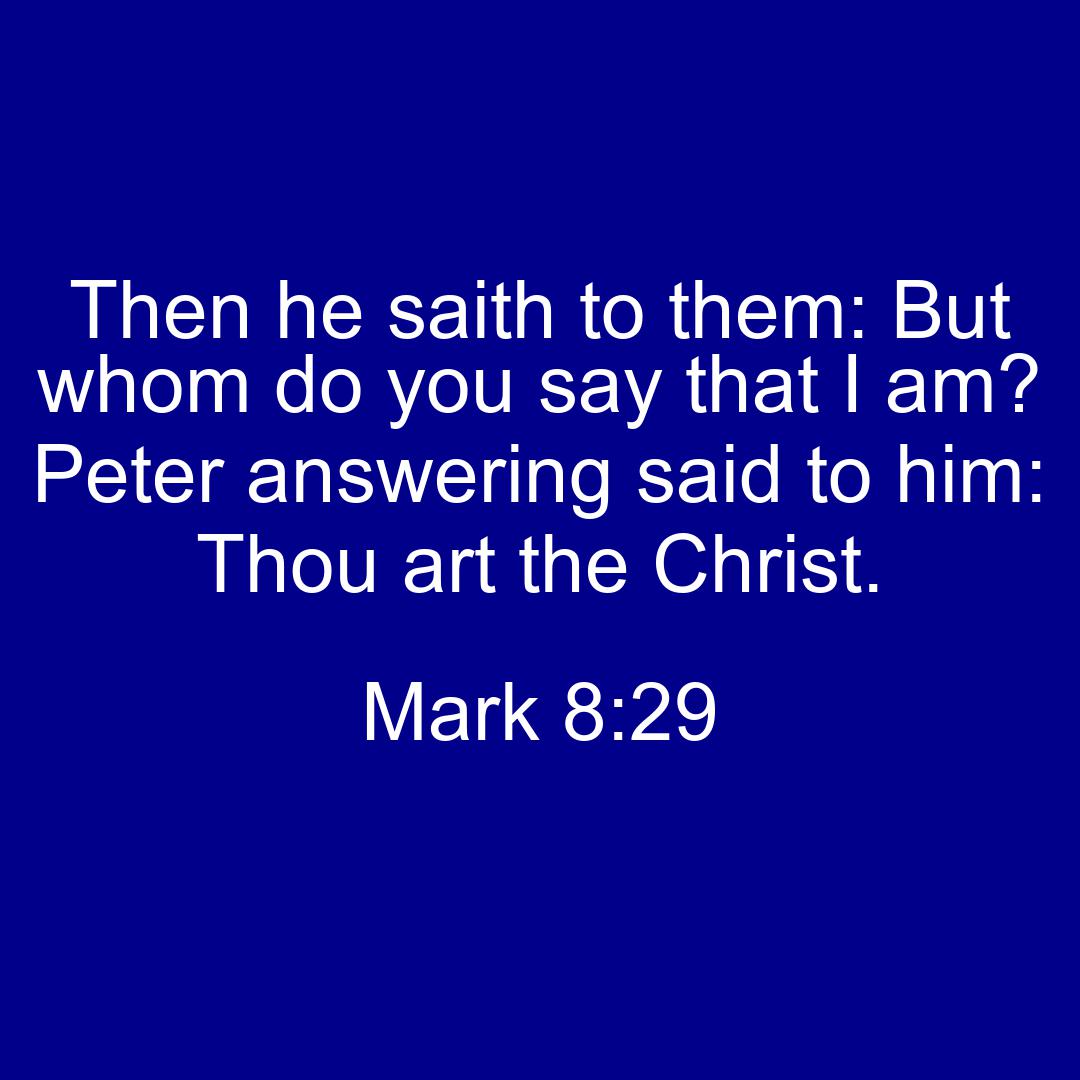 Then he saith to them: But
whom do you say that I am?
Peter answering said to him:
Thou art the Christ.
Mark 8:29